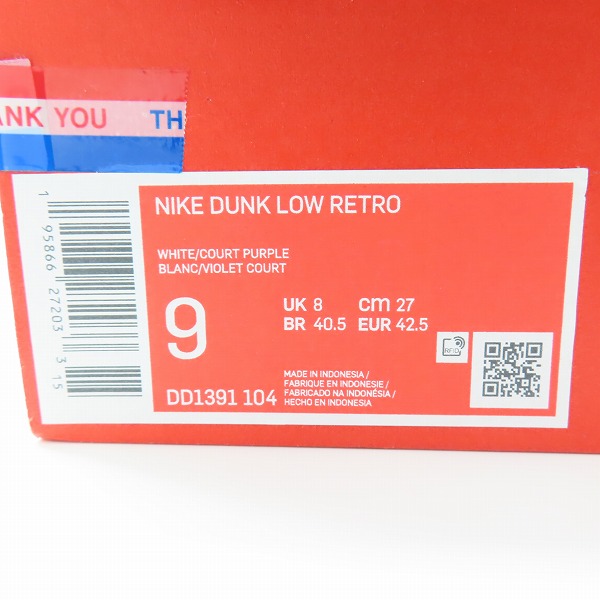 ANK YOU TH
NIKE DUNK LOW RETRO
WHITE/COURT PURPLE
BLANC/VIOLET COURT
9
UK 8 cm 27
BR 40.5 EUR 42.5
DD1391 104
MADE IN INDONESIA /
FABRIQUE EN INDONESIE /
FABRICADO NA INDONÉSIA /
HECHO EN INDONESIA
RFID
1 95866 27203 3 15